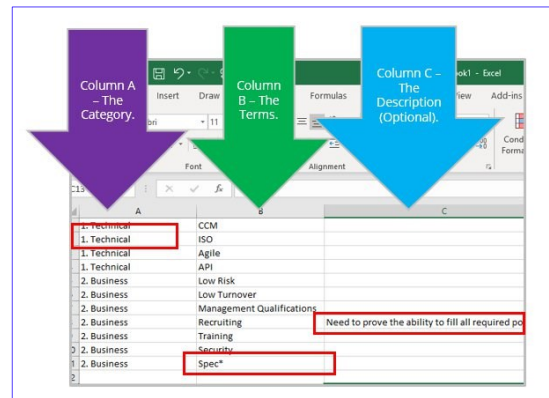 Column A
– The
Category.
Column
B – The
Terms.
Column C –
The
Description
(Optional).
ok1 - Excel
Insert Draw Formulas iew Add-ins
bri 11
Cond
Forma
Font Alignment
C13 fx
A B C
1. Technical CCM
1. Technical ISO
1. Technical Agile
1. Technical API
2. Business Low Risk
2. Business Low Turnover
2. Business Management Qualifications
2. Business Recruiting Need to prove the ability to fill all required po
2. Business Training
2. Business Security
2. Business Spec*